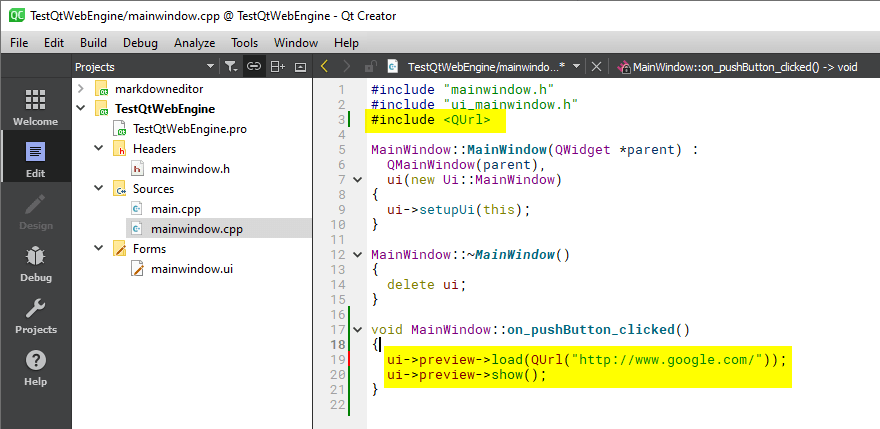 QC TestQtWebEngine/mainwindow.cpp @ TestQtWebEngine - Qt Creator
File Edit Build Debug Analyze Tools Window Help
Projects TestQtWebEngine/mainwindo...* MainWindow::on_pushButton_clicked() -> void
Welcome
Edit
Design
Debug
Projects
Help
markdowneditor
TestQtWebEngine
TestQtWebEngine.pro
Headers
mainwindow.h
Sources
main.cpp
mainwindow.cpp
Forms
mainwindow.ui
1 #include "mainwindow.h"
2 #include "ui_mainwindow.h"
3 #include <QUrl>
4
5 MainWindow::MainWindow(QWidget *parent) :
6 QMainWindow(parent),
7 ui(new Ui::MainWindow)
8 {
9 ui->setupUi(this);
10 }
11
12 MainWindow::~MainWindow()
13 {
14 delete ui;
15 }
16
17 void MainWindow::on_pushButton_clicked()
18 {
19 ui->preview->load(QUrl("http://www.google.com/"));
20 ui->preview->show();
21 }
22